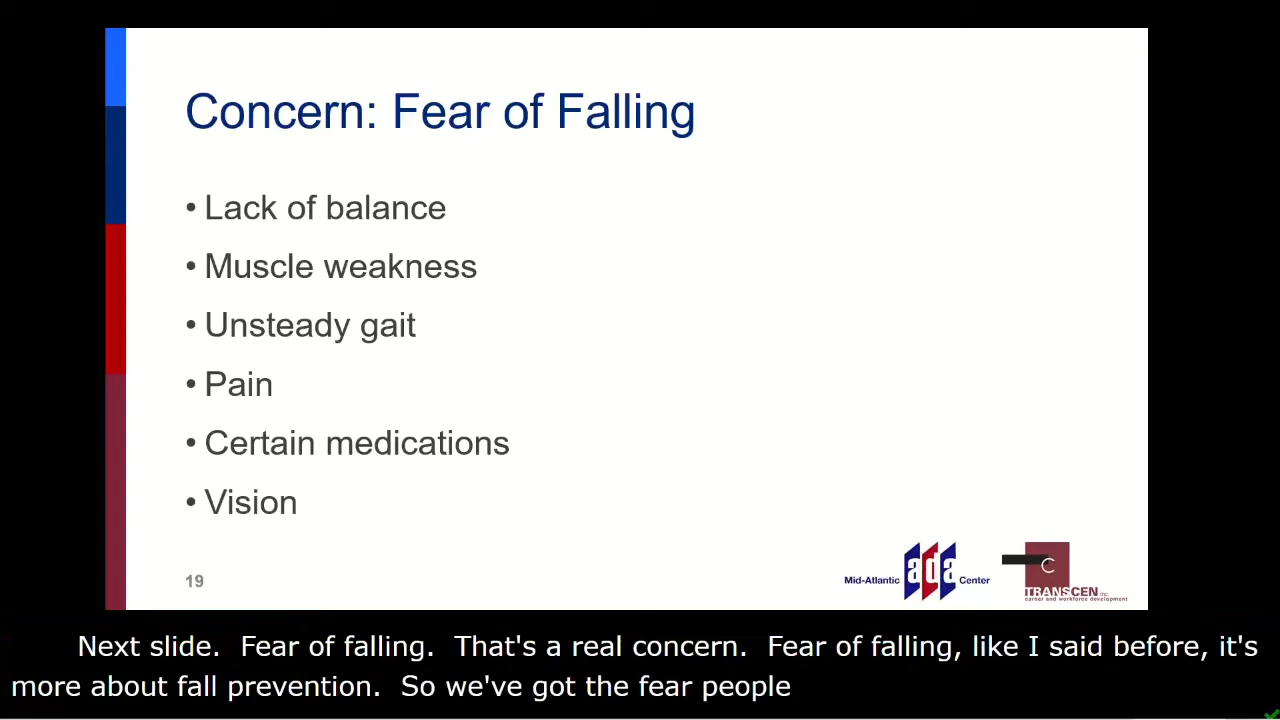 Concern: Fear of Falling
• Lack of balance
• Muscle weakness
• Unsteady gait
• Pain
• Certain medications
• Vision
19
Mid-Atlantic ada Center
C
TRANSCEN inc.
career and workforce development
Next slide. Fear of falling. That's a real concern. Fear of falling, like I said before, it's
more about fall prevention. So we've got the fear people